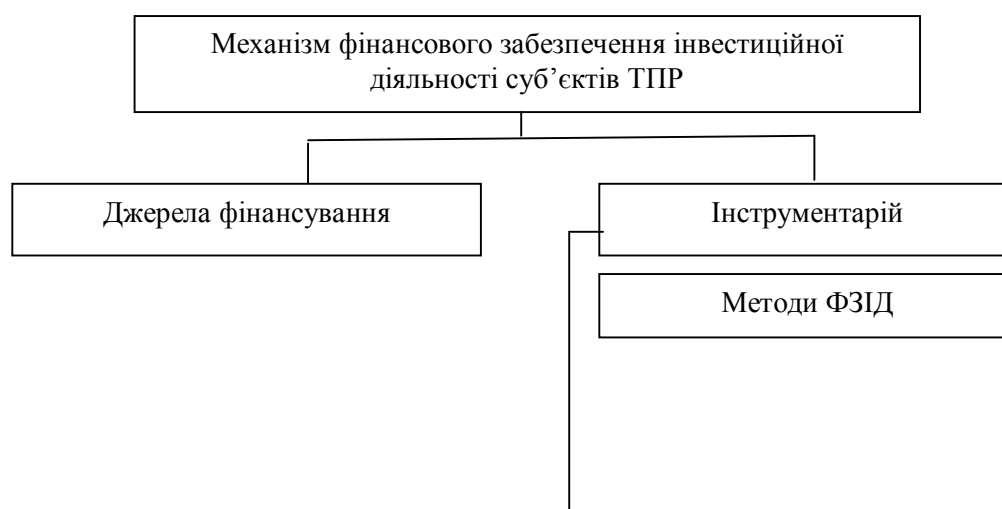 Механізм фінансового забезпечення інвестиційної
діяльності суб’єктів ТПР
Джерела фінансування
Інструментарій
Методи ФЗІД